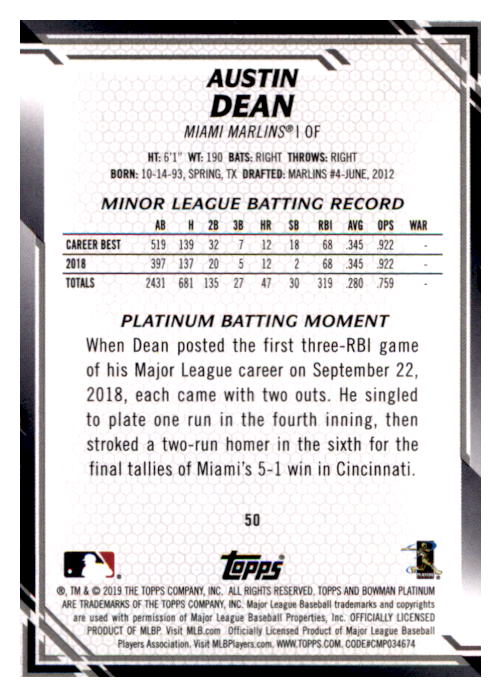 AUSTIN
DEAN
MIAMI MARLINS® | OF
HT: 6'1" WT: 190 BATS: RIGHT THROWS: RIGHT
BORN: 10-14-93, SPRING, TX DRAFTED: MARLINS #4-JUNE, 2012
MINOR LEAGUE BATTING RECORD
AB H 2B 3B HR SB RBI AVG OPS WAR
CAREER BEST 519 139 32 7 12 18 68 .345 .922 -
2018 397 137 20 5 12 2 68 .345 .922 -
TOTALS 2431 681 135 27 47 30 319 .280 .759 -
PLATINUM BATTING MOMENT
When Dean posted the first three-RBI game
of his Major League career on September 22,
2018, each came with two outs. He singled
to plate one run in the fourth inning, then
stroked a two-run homer in the sixth for the
final tallies of Miami's 5-1 win in Cincinnati.
50
TOPPS
PLAYERS
®, TM & © 2019 THE TOPPS COMPANY, INC. ALL RIGHTS RESERVED. TOPPS AND BOWMAN PLATINUM
ARE TRADEMARKS OF THE TOPPS COMPANY, INC. Major League Baseball trademarks and copyrights
are used with permission of Major League Baseball Properties, Inc. OFFICIALLY LICENSED
PRODUCT OF MLBP. Visit MLB.com Officially Licensed Product of Major League Baseball
Players Association. Visit MLBPlayers.com. WWW.TOPPS.COM. CODE#CMP034674